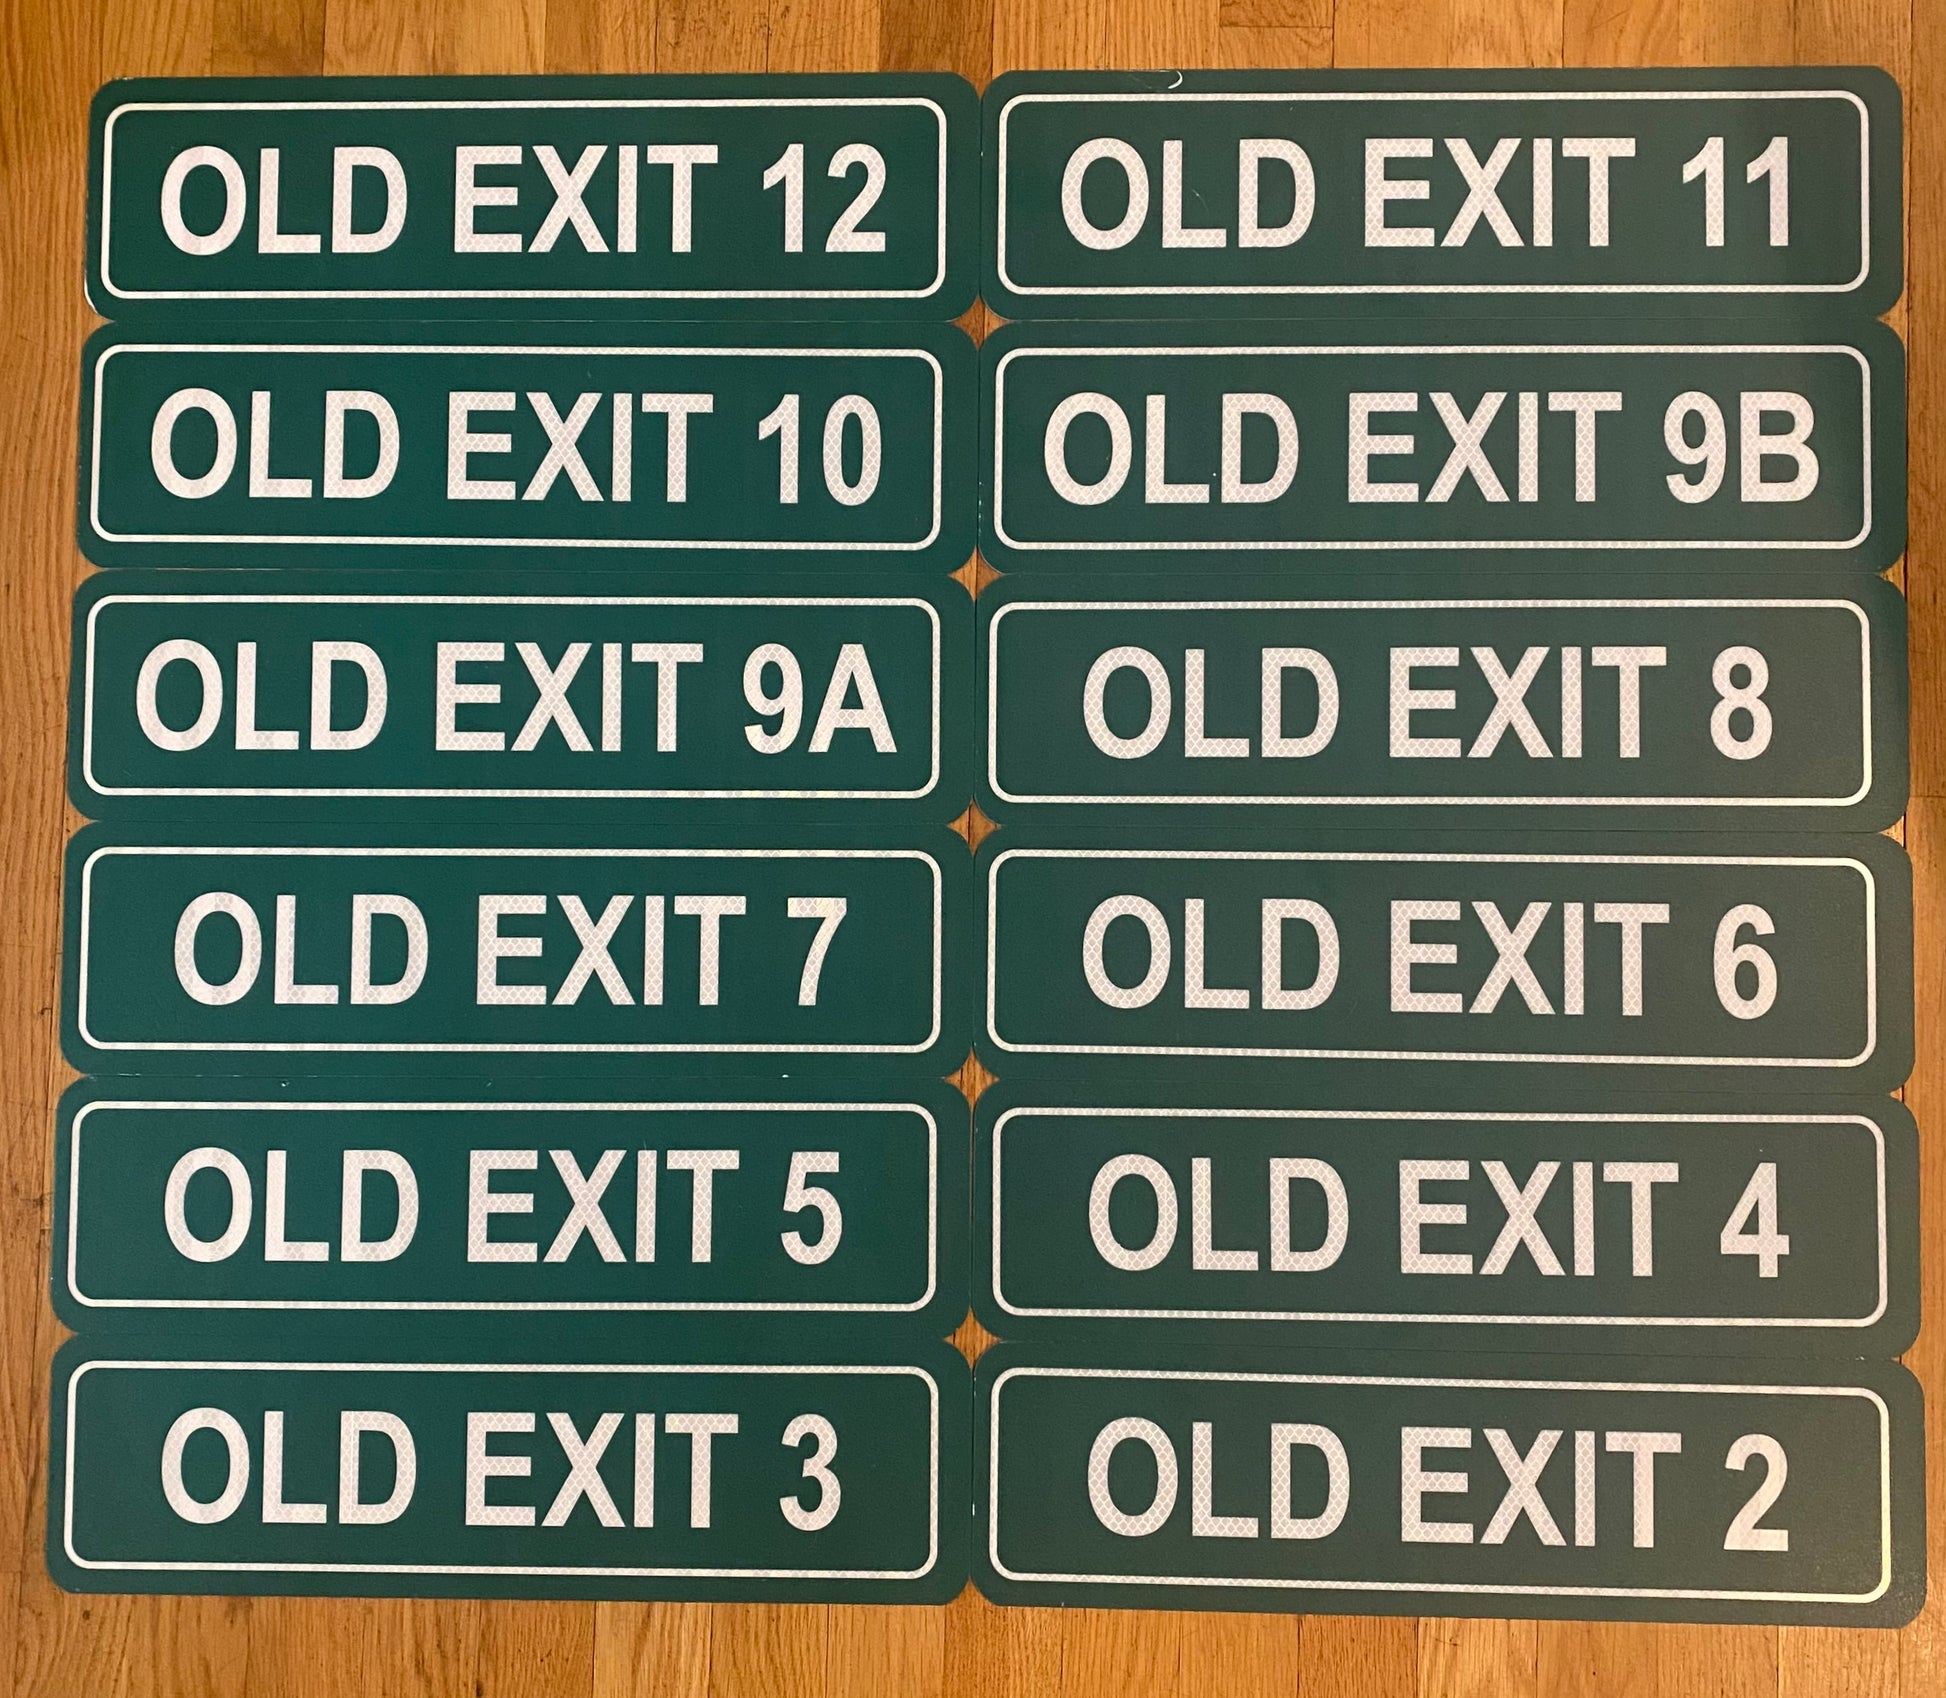 OLD EXIT 12
OLD EXIT 11
OLD EXIT 10
OLD EXIT 9B
OLD EXIT 9A
OLD EXIT 8
OLD EXIT 7
OLD EXIT 6
OLD EXIT 5
OLD EXIT 4
OLD EXIT 3
OLD EXIT 2